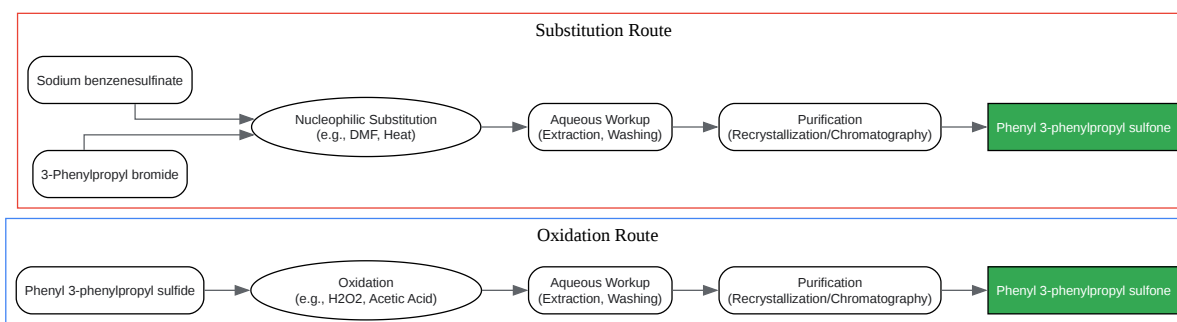 Substitution Route
Sodium benzenesulfinate
3-Phenylpropyl bromide
Nucleophilic Substitution
(e.g., DMF, Heat)
Aqueous Workup
(Extraction, Washing)
Purification
(Recrystallization/Chromatography)
Phenyl 3-phenylpropyl sulfone
Oxidation Route
Phenyl 3-phenylpropyl sulfide
Oxidation
(e.g., H2O2, Acetic Acid)
Aqueous Workup
(Extraction, Washing)
Purification
(Recrystallization/Chromatography)
Phenyl 3-phenylpropyl sulfone